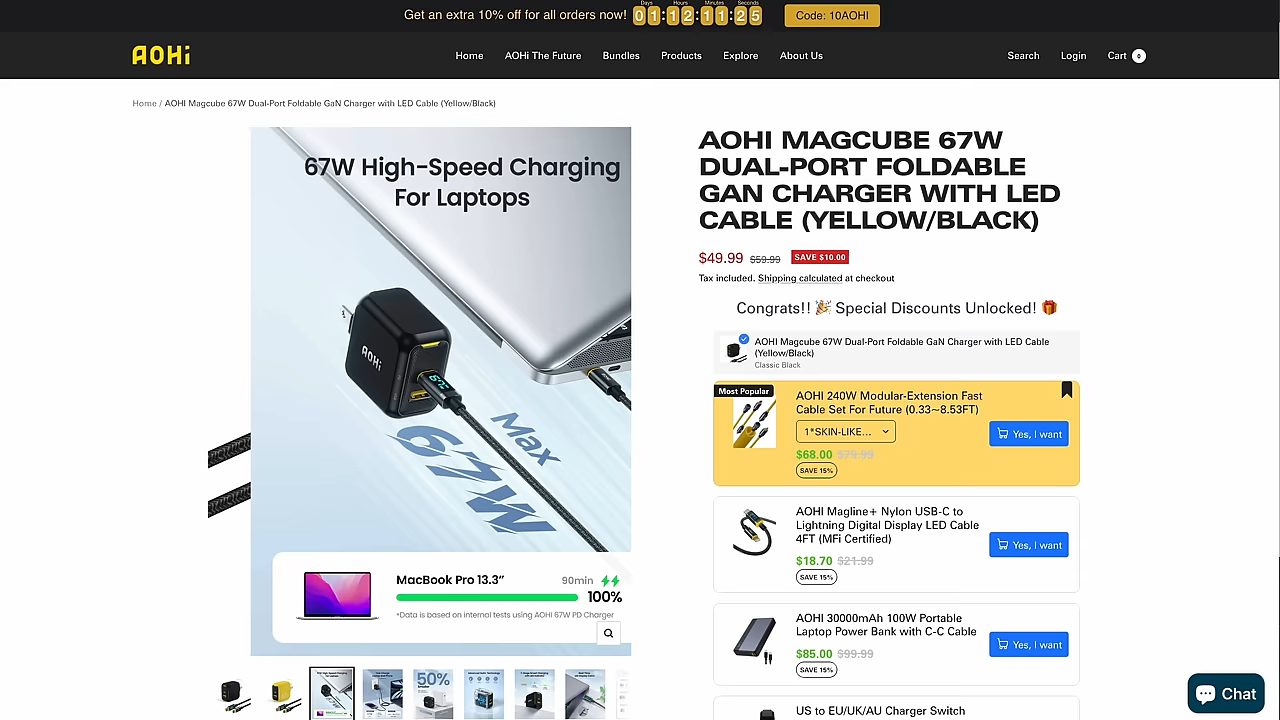 Get an extra 10% off for all orders now!
Days Hours Minutes Seconds
01:12:11:25
Code: 10AOHI
AOHi
Home AOHi The Future Bundles Products Explore About Us
Search Login Cart 0
Home / AOHI Magcube 67W Dual-Port Foldable GaN Charger with LED Cable (Yellow/Black)
67W High-Speed Charging
For Laptops
AOHi
67W
Max
67W
MacBook Pro 13.3″
90min
100%
*Data is based on internal tests using AOHI 67W PD Charger
50%
AOHI MAGCUBE 67W
DUAL-PORT FOLDABLE
GAN CHARGER WITH LED
CABLE (YELLOW/BLACK)
$49.99 $59.99 SAVE $10.00
Tax included. Shipping calculated at checkout
Congrats!! 🎉 Special Discounts Unlocked! 🎁
AOHI Magcube 67W Dual-Port Foldable GaN Charger with LED Cable
(Yellow/Black)
Classic Black
Most Popular
AOHI 240W Modular-Extension Fast
Cable Set For Future (0.33~8.53FT)
1*SKIN-LIKE...
Yes, I want
$68.00 $79.99
SAVE 15%
AOHI Magline+ Nylon USB-C to
Lightning Digital Display LED Cable
4FT (MFi Certified)
Yes, I want
$18.70 $21.99
SAVE 15%
AOHI 30000mAh 100W Portable
Laptop Power Bank with C-C Cable
Yes, I want
$85.00 $99.99
SAVE 15%
US to EU/UK/AU Charger Switch
Chat